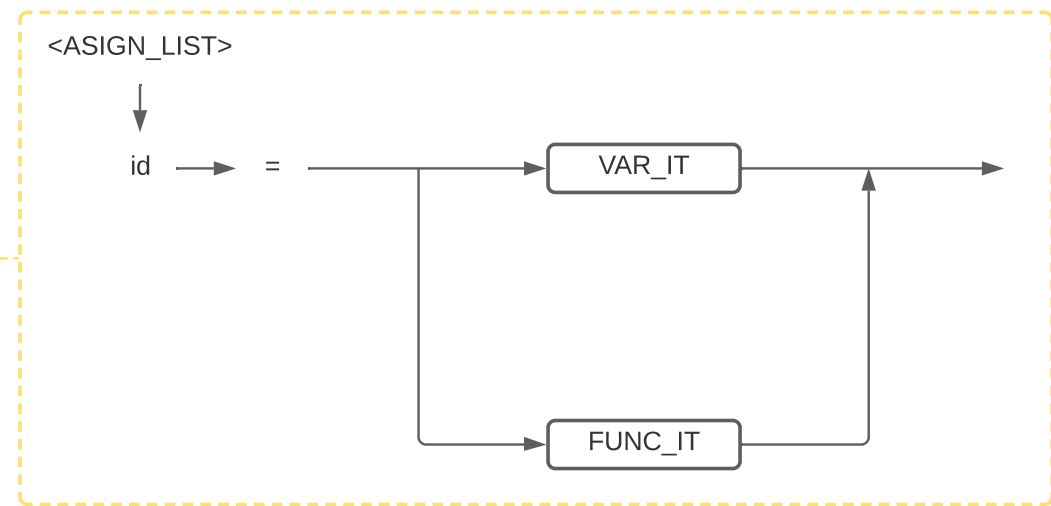 <ASIGN_LIST>
id = VAR_IT
FUNC_IT